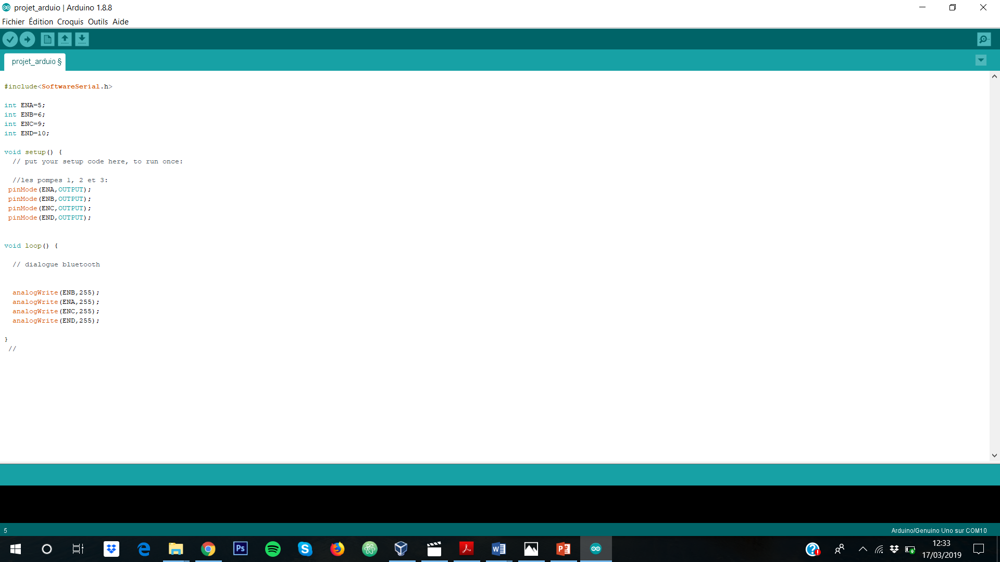 projet_arduio | Arduino 1.8.8
Fichier Édition Croquis Outils Aide
projet_arduio §
#include<SoftwareSerial.h>
int ENA=5;
int ENB=6;
int ENC=9;
int END=10;
void setup() {
// put your setup code here, to run once:
//les pompes 1, 2 et 3:
pinMode(ENA,OUTPUT);
pinMode(ENB,OUTPUT);
pinMode(ENC,OUTPUT);
pinMode(END,OUTPUT);
void loop() {
// dialogue bluetooth
analogWrite(ENB,255);
analogWrite(ENA,255);
analogWrite(ENC,255);
analogWrite(END,255);
}
//
5
Arduino/Genuino Uno sur COM10
Ps
12:33
17/03/2019